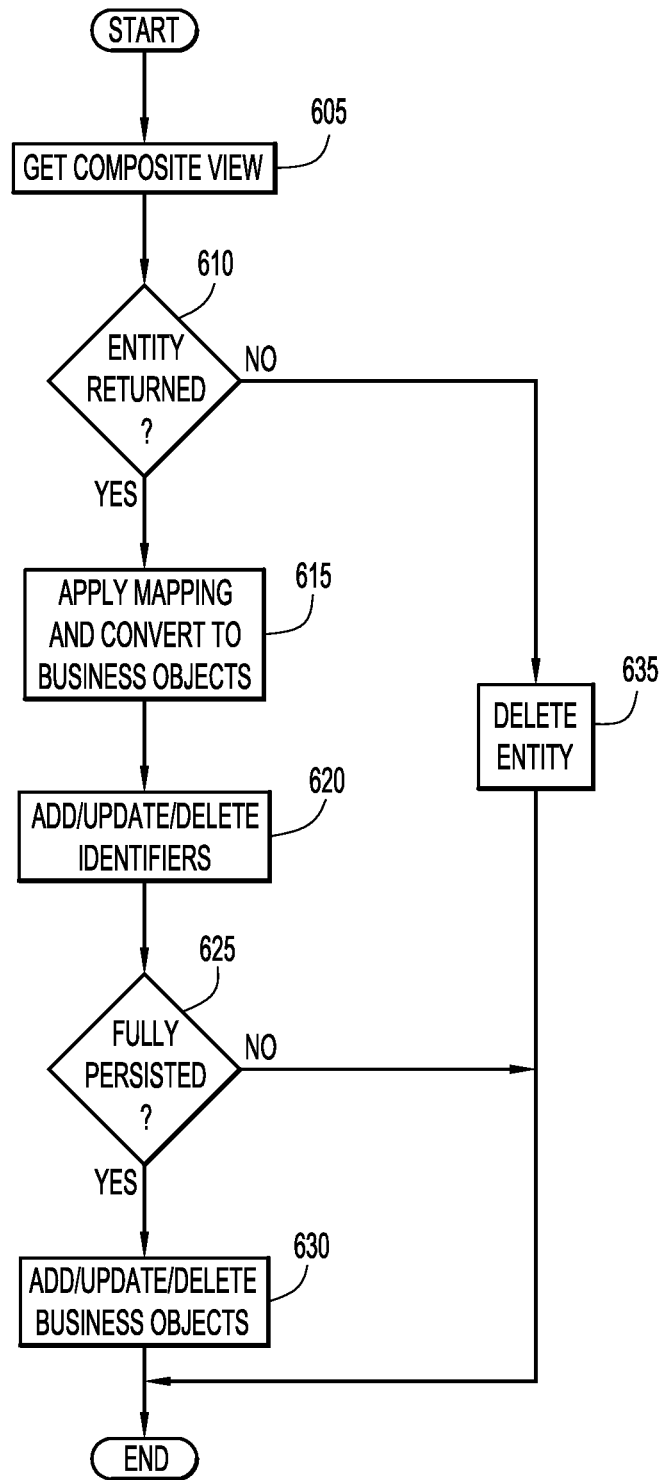 START
605
GET COMPOSITE VIEW
610
ENTITY
RETURNED
?
NO
YES
615
APPLY MAPPING
AND CONVERT TO
BUSINESS OBJECTS
635
DELETE
ENTITY
620
ADD/UPDATE/DELETE
IDENTIFIERS
625
FULLY
PERSISTED
?
NO
YES
630
ADD/UPDATE/DELETE
BUSINESS OBJECTS
END